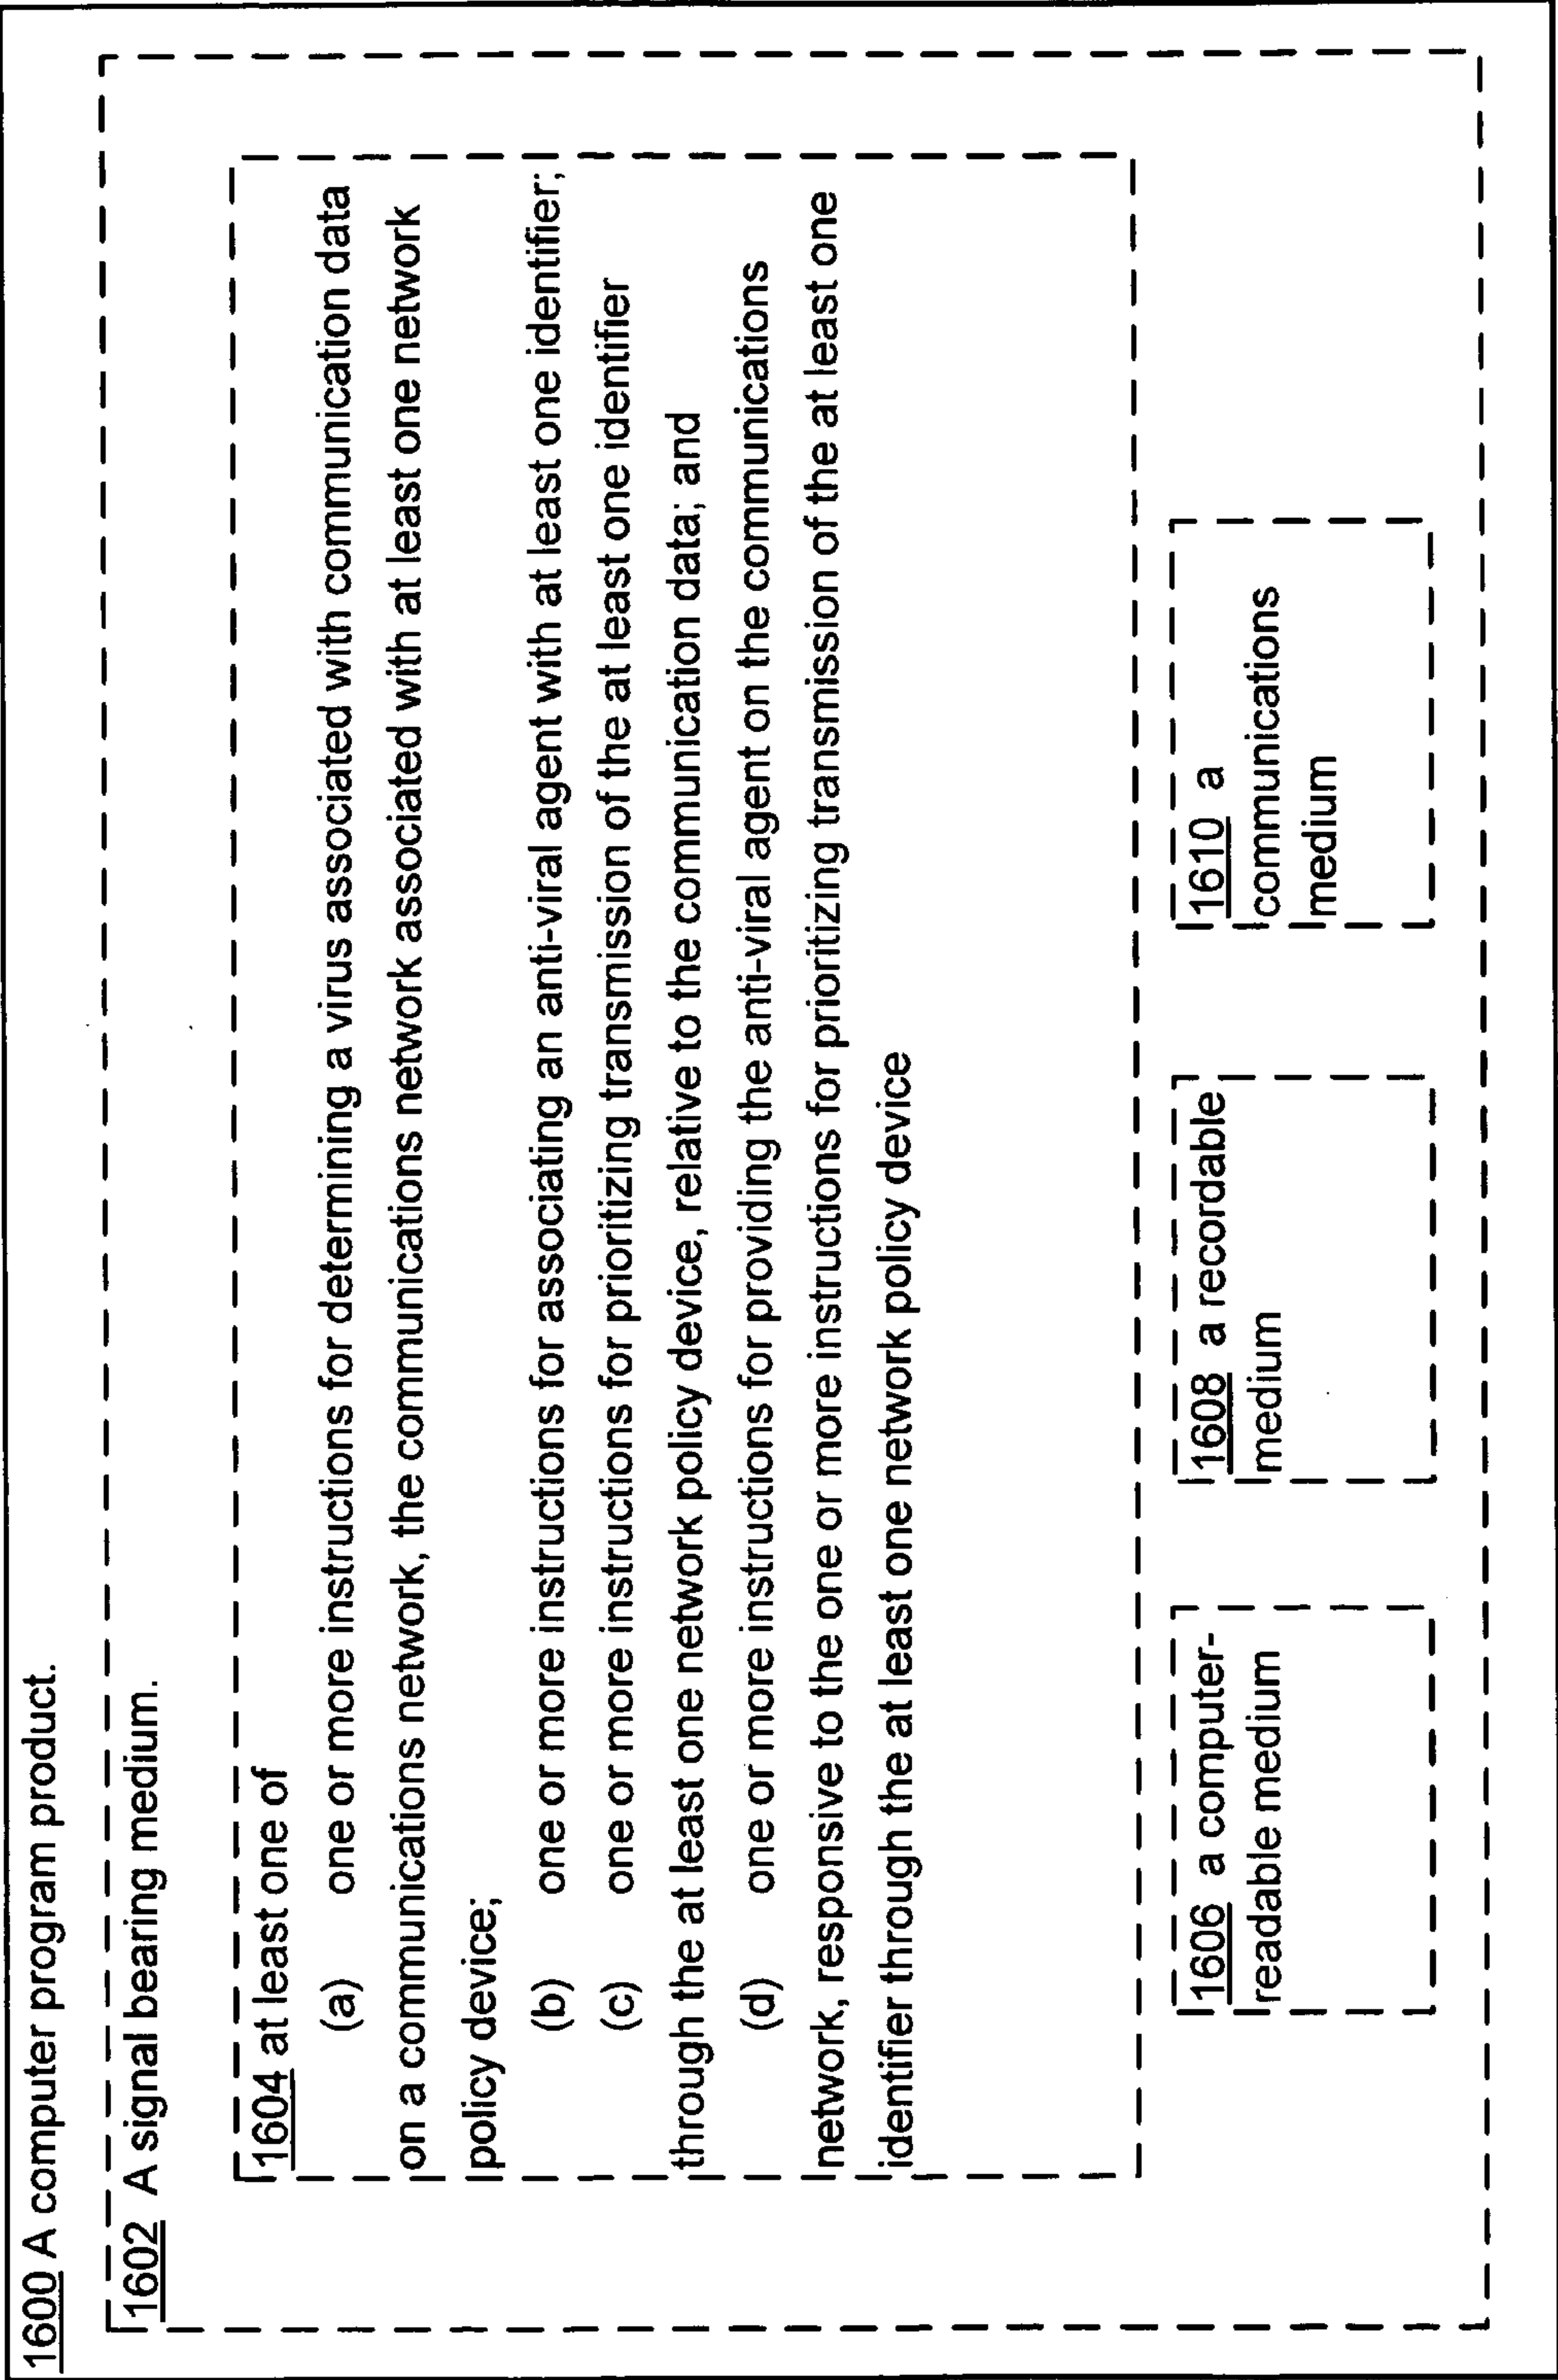 1600 A computer program product.
1602 A signal bearing medium.
1604 at least one of
(a) one or more instructions for determining a virus associated with communication data
on a communications network, the communications network associated with at least one network
policy device;
(b) one or more instructions for associating an anti-viral agent with at least one identifier;
(c) one or more instructions for prioritizing transmission of the at least one identifier
through the at least one network policy device, relative to the communication data; and
(d) one or more instructions for providing the anti-viral agent on the communications
network, responsive to the one or more instructions for prioritizing transmission of the at least one
identifier through the at least one network policy device
1606 a computer-
readable medium
1608 a recordable
medium
1610 a
communications
medium